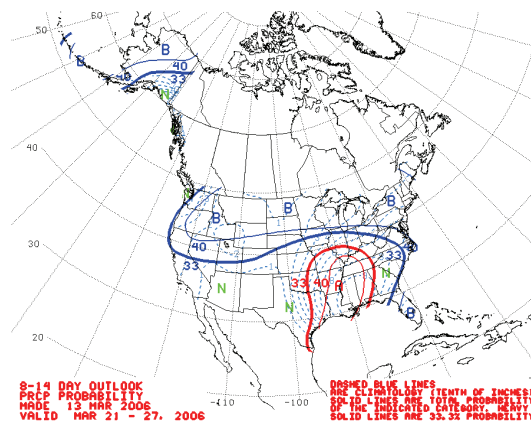 50
60
50
40
30
20
B
B
40
33
N
N
B
B
B
40
33
40
33
N
33
40
A
N
N
B
-110
-100
8-14 DAY OUTLOOK
PRCP PROBABILITY
MADE 13 MAR 2006
VALID MAR 21 - 27, 2006
DASHED BLUE LINES
ARE CLIMATOLOGY (TENTH OF INCHES)
SOLID LINES ARE TOTAL PROBABILITY
OF THE INDICATED CATEGORY. HEAVY
SOLID LINES ARE 33.3% PROBABILITY